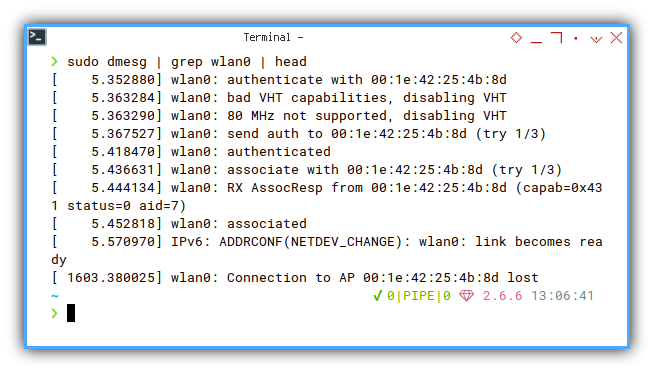 Terminal –
❯ sudo dmesg | grep wlan0 | head
[    5.352880] wlan0: authenticate with 00:1e:42:25:4b:8d
[    5.363284] wlan0: bad VHT capabilities, disabling VHT
[    5.363290] wlan0: 80 MHz not supported, disabling VHT
[    5.367527] wlan0: send auth to 00:1e:42:25:4b:8d (try 1/3)
[    5.418470] wlan0: authenticated
[    5.436631] wlan0: associate with 00:1e:42:25:4b:8d (try 1/3)
[    5.444134] wlan0: RX AssocResp from 00:1e:42:25:4b:8d (capab=0x43
1 status=0 aid=7)
[    5.452818] wlan0: associated
[    5.570970] IPv6: ADDRCONF(NETDEV_CHANGE): wlan0: link becomes rea
dy
[ 1603.380025] wlan0: Connection to AP 00:1e:42:25:4b:8d lost
~ ✓ 0|PIPE|0 2.6.6 13:06:41
❯